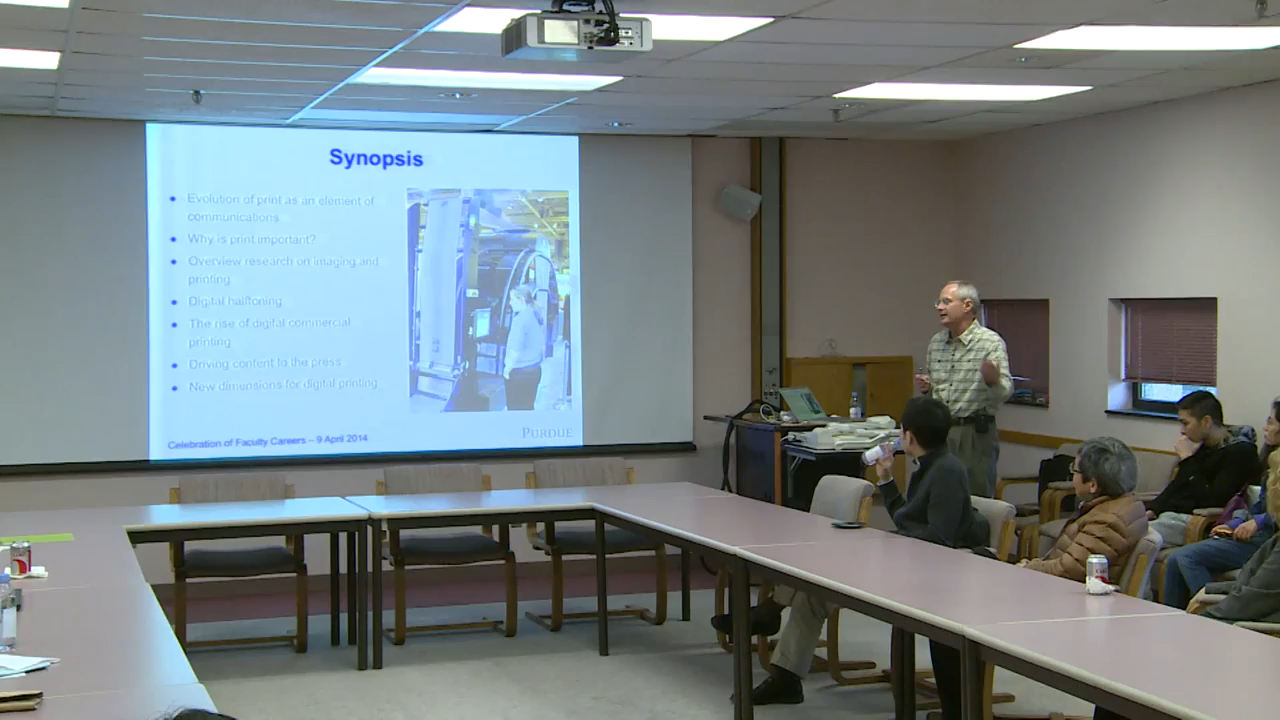 Synopsis
• Evolution of print as an element of
communications
• Why is print important?
• Overview research on imaging and
printing
• Digital halftoning
• The rise of digital commercial
printing
• Driving content to the press
• New dimensions for digital printing
Celebration of Faculty Careers – 9 April 2014
PURDUE